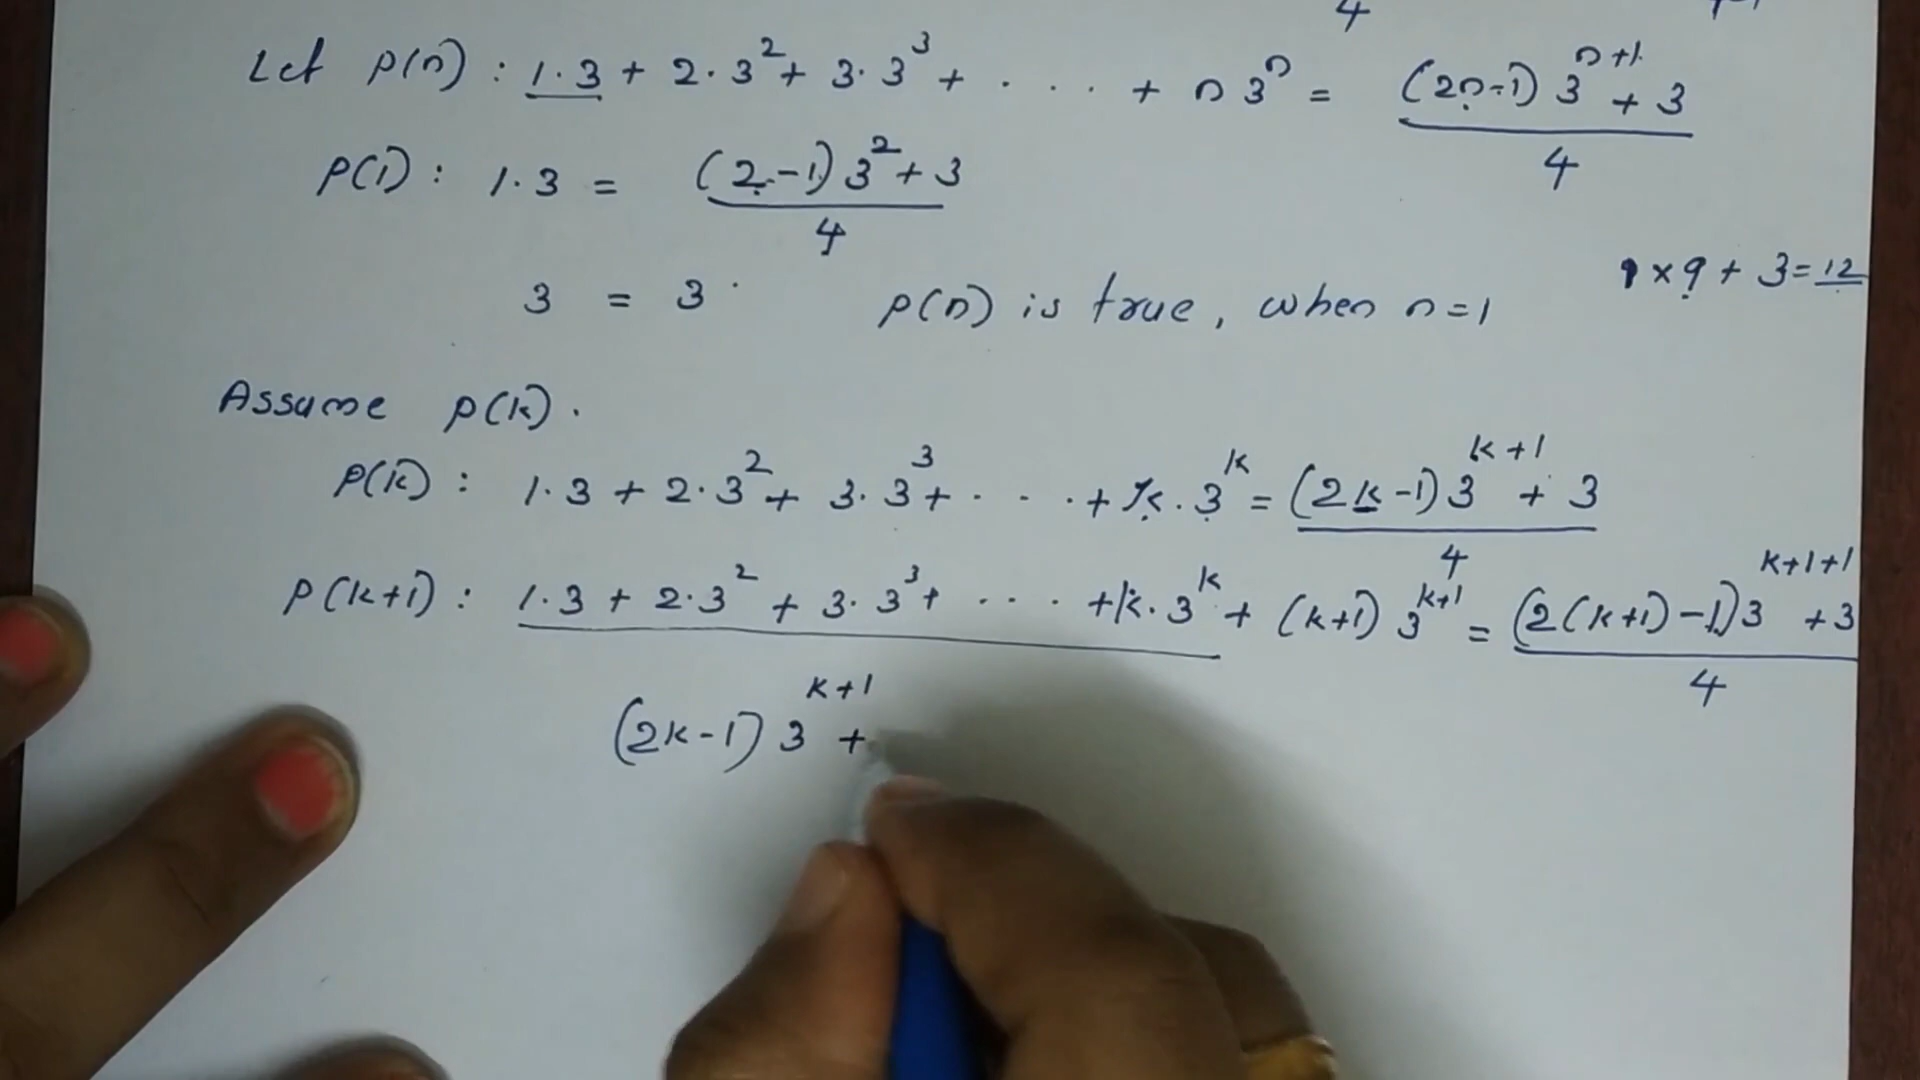 4
Let P(n) : 1·3 + 2·3² + 3·3³ + · · · · + n 3ⁿ = (2n-1) 3ⁿ⁺¹ + 3 / 4
P(1) : 1·3 = (2-1) 3² + 3 / 4
1 × 9 + 3 = 12
3 = 3 · P(n) is true, when n=1
Assume P(k) ·
P(k) : 1·3 + 2·3² + 3·3³ + · · · + k·3ᵏ = (2k-1) 3ᵏ⁺¹ + 3 / 4
P(k+1) : 1·3 + 2·3² + 3·3³ + · · · + k·3ᵏ + (k+1) 3ᵏ⁺¹ = (2(k+1)-1) 3ᵏ⁺¹⁺¹ + 3 / 4
(2k-1) 3ᵏ⁺¹ +